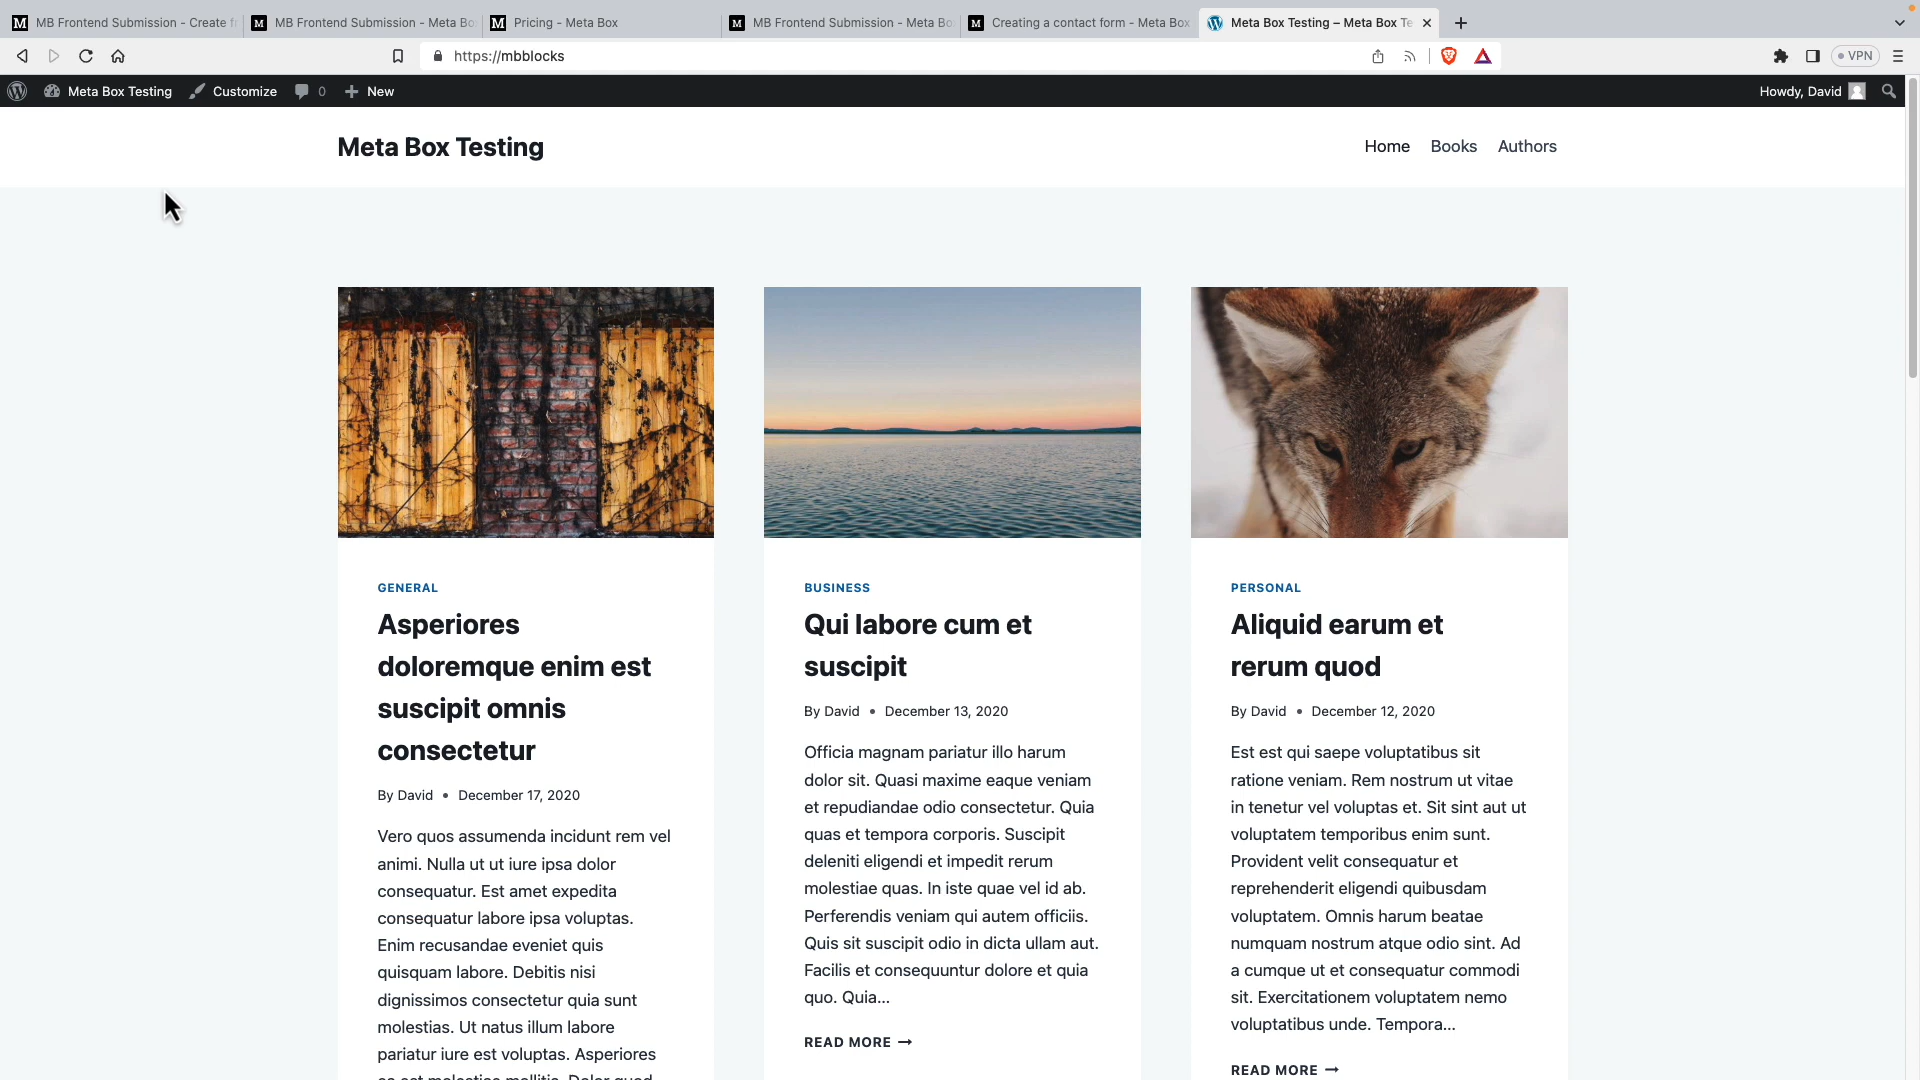 MB Frontend Submission - Create f
MB Frontend Submission - Meta Bo
Pricing - Meta Box
MB Frontend Submission - Meta Bo
Creating a contact form - Meta Box
Meta Box Testing – Meta Box Te
https://mbblocks
VPN
Meta Box Testing
Customize
0
New
Howdy, David
Meta Box Testing
Home
Books
Authors
GENERAL
Asperiores
doloremque enim est
suscipit omnis
consectetur
By David • December 17, 2020
Vero quos assumenda incidunt rem vel
animi. Nulla ut ut iure ipsa dolor
consequatur. Est amet expedita
consequatur labore ipsa voluptas.
Enim recusandae eveniet quis
quisquam labore. Debitis nisi
dignissimos consectetur quia sunt
molestias. Ut natus illum labore
pariatur iure est voluptas. Asperiores
BUSINESS
Qui labore cum et
suscipit
By David • December 13, 2020
Officia magnam pariatur illo harum
dolor sit. Quasi maxime eaque veniam
et repudiandae odio consectetur. Quia
quas et tempora corporis. Suscipit
deleniti eligendi et impedit rerum
molestiae quas. In iste quae vel id ab.
Perferendis veniam qui autem officiis.
Quis sit suscipit odio in dicta ullam aut.
Facilis et consequuntur dolore et quia
quo. Quia...
READ MORE →
PERSONAL
Aliquid earum et
rerum quod
By David • December 12, 2020
Est est qui saepe voluptatibus sit
ratione veniam. Rem nostrum ut vitae
in tenetur vel voluptas et. Sit sint aut ut
voluptatem temporibus enim sunt.
Provident velit consequatur et
reprehenderit eligendi quibusdam
voluptatem. Omnis harum beatae
numquam nostrum atque odio sint. Ad
a cumque ut et consequatur commodi
sit. Exercitationem voluptatem nemo
voluptatibus unde. Tempora...
READ MORE →